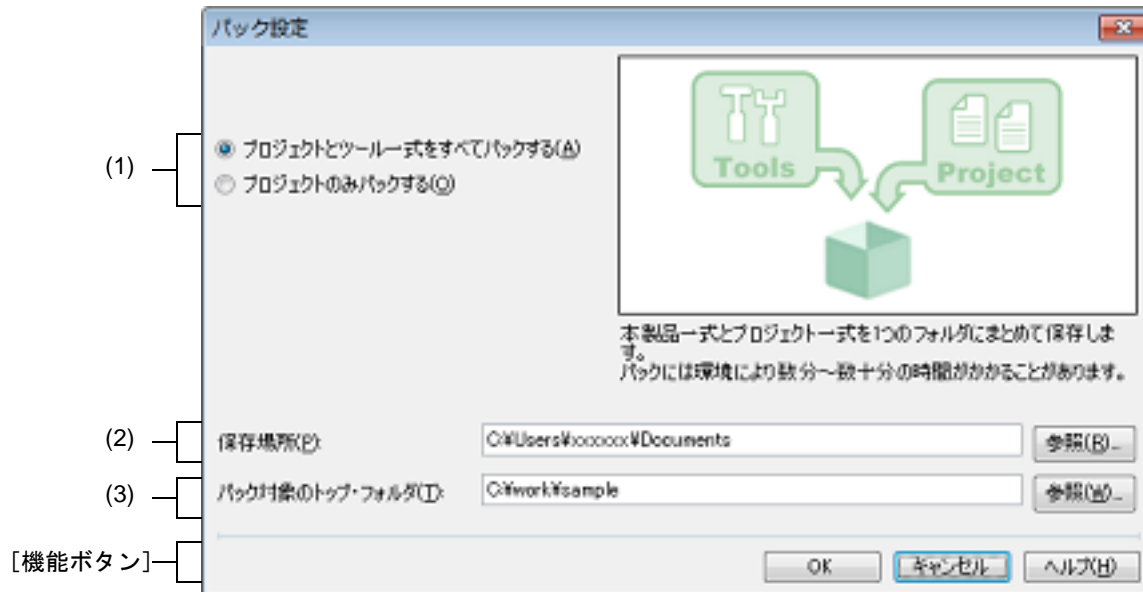 パック設定
(1)
プロジェクトとツール一式をすべてパックする(A)
プロジェクトのみパックする(O)
Tools
Project
本製品一式とプロジェクト一式を1つのフォルダにまとめて保存しま
す。
パックには環境により数分～数十分の時間がかかることがあります。
(2)
保存場所(P):
C:¥Users¥xxxxxxx¥Documents
参照(R)...
(3)
パック対象のトップ・フォルダ(T):
C:¥work¥sample
参照(W)...
[機能ボタン]
OK
キャンセル
ヘルプ(H)